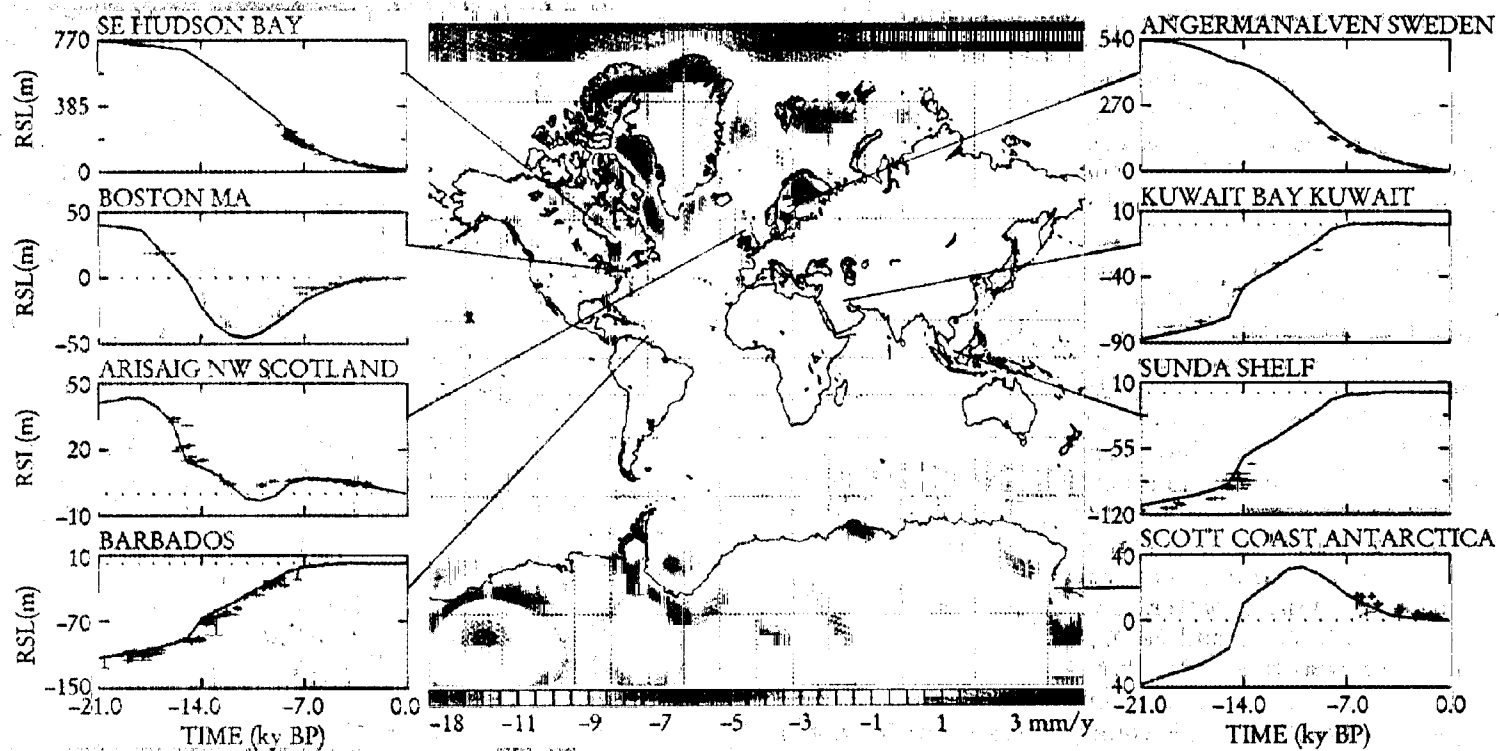 SE HUDSON BAY
770
385
0
RSL(m)
BOSTON MA
50
0
-50
RSL(m)
ARISAIG NW SCOTLAND
50
20
-10
RSL(m)
BARBADOS
10
-70
-150
RSL(m)
-21.0 -14.0 -7.0 0.0
TIME (ky BP)
-18 -11 -9 -7 -5 -3 -1 1 3 mm/y
ANGERMANALVEN SWEDEN
540
270
0
KUWAIT BAY KUWAIT
10
-40
-90
SUNDA SHELF
10
-55
-120
SCOTT COAST ANTARCTICA
40
0
40
-21.0 -14.0 -7.0 0.0
TIME (ky BP)